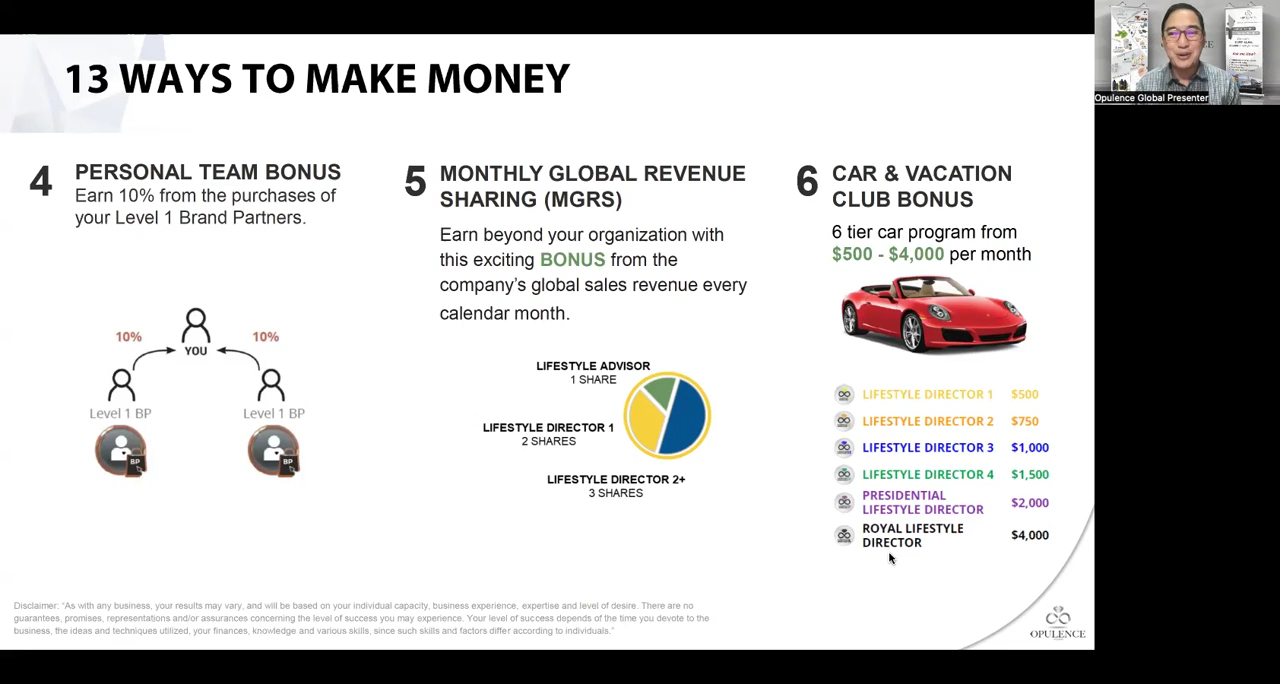 13 WAYS TO MAKE MONEY
Opulence Global Presenter
4
PERSONAL TEAM BONUS
Earn 10% from the purchases of
your Level 1 Brand Partners.
10%
10%
YOU
Level 1 BP
Level 1 BP
BP
BP
5
MONTHLY GLOBAL REVENUE
SHARING (MGRS)
Earn beyond your organization with
this exciting BONUS from the
company's global sales revenue every
calendar month.
LIFESTYLE ADVISOR
1 SHARE
LIFESTYLE DIRECTOR 1
2 SHARES
LIFESTYLE DIRECTOR 2+
3 SHARES
6
CAR & VACATION
CLUB BONUS
6 tier car program from
$500 - $4,000 per month
LIFESTYLE DIRECTOR 1 $500
LIFESTYLE DIRECTOR 2 $750
LIFESTYLE DIRECTOR 3 $1,000
LIFESTYLE DIRECTOR 4 $1,500
PRESIDENTIAL
LIFESTYLE DIRECTOR $2,000
ROYAL LIFESTYLE
DIRECTOR $4,000
Disclaimer: "As with any business, your results may vary, and will be based on your individual capacity, business experience, expertise and level of desire. There are no
guarantees, promises, representations and/or assurances concerning the level of success you may experience. Your level of success depends of the time you devote to the
business, the ideas and techniques utilized, your finances, knowledge and various skills, since such skills and factors differ according to individuals."
OPULENCE